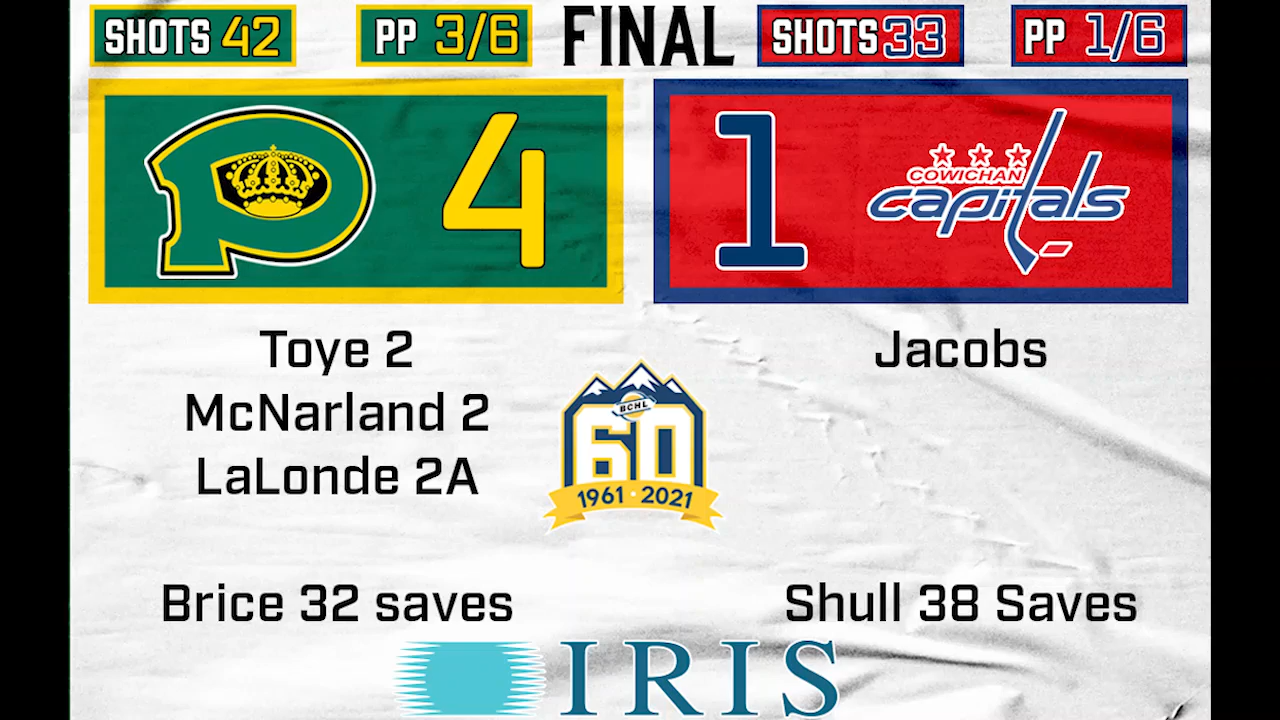 SHOTS 42
PP 3/6
FINAL
SHOTS 33
PP 1/6
P 4
1
COWICHAN
capitals
Toye 2
McNarland 2
LaLonde 2A
Jacobs
BCHL
60
1961 · 2021
Brice 32 saves
Shull 38 Saves
IRIS